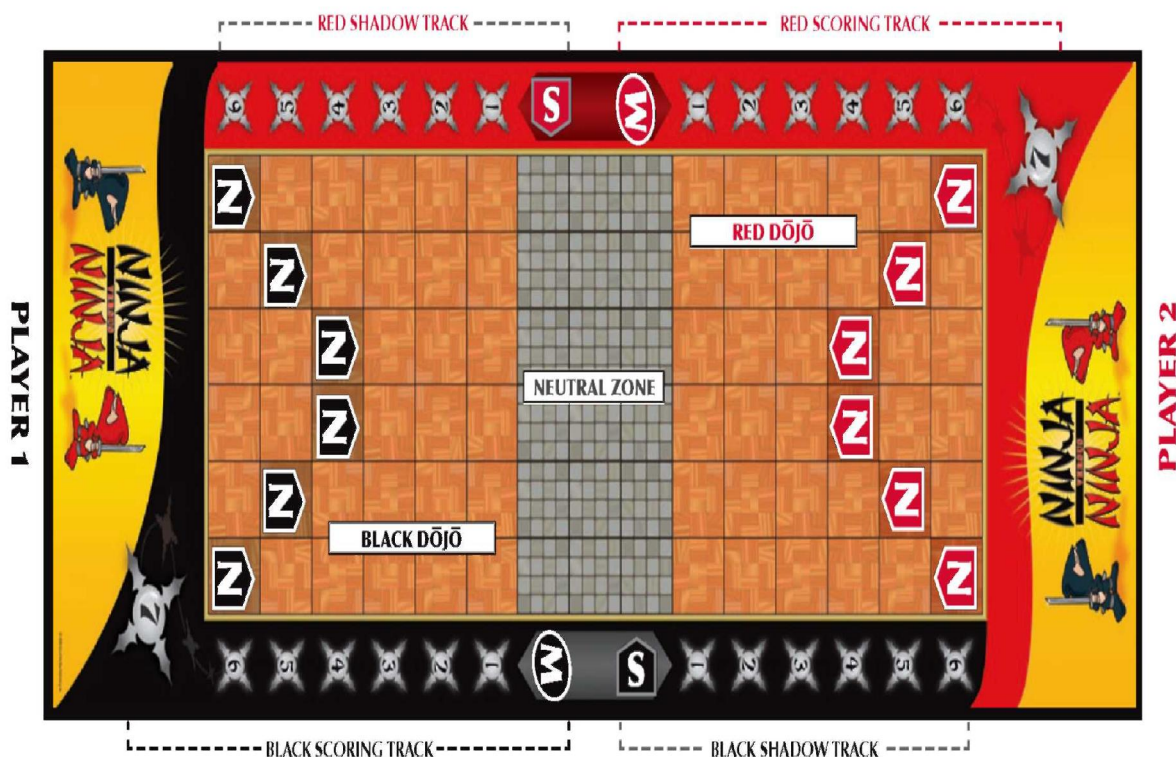 RED SHADOW TRACK
RED SCORING TRACK
6 5 4 3 2 1 S M 1 2 3 4 5 6
7
N N
RED DŌJŌ
N N
N N
NEUTRAL ZONE
N N
N N
BLACK DŌJŌ
N N
7
6 5 4 3 2 1 M S 1 2 3 4 5 6
BLACK SCORING TRACK
BLACK SHADOW TRACK
PLAYER 1
NINJA
NINJA
PLAYER 2
NINJA
NINJA